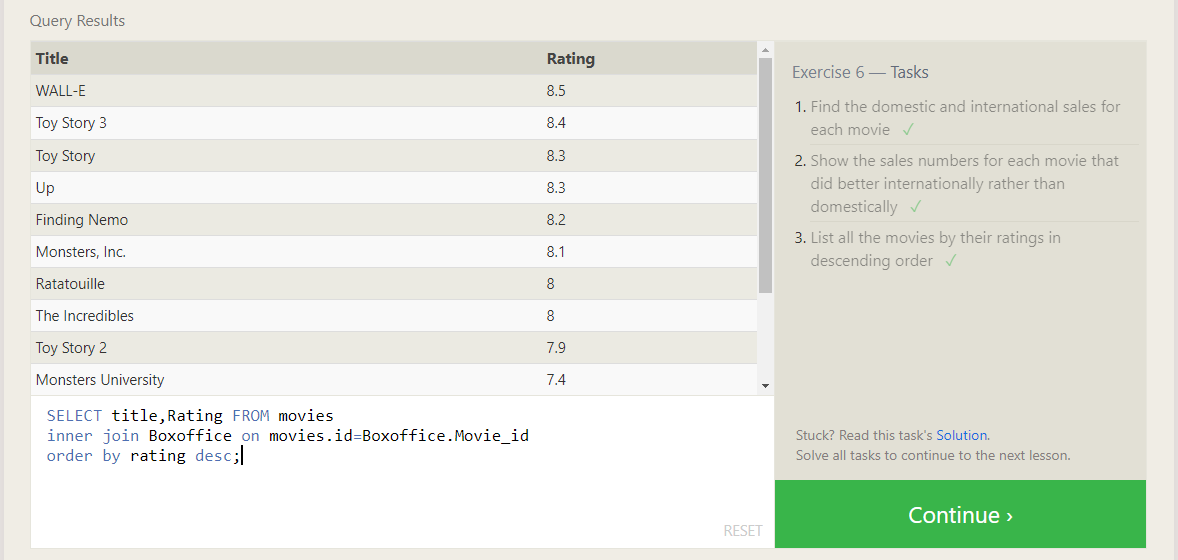 Query Results
Title Rating
WALL-E 8.5
Toy Story 3 8.4
Toy Story 8.3
Up 8.3
Finding Nemo 8.2
Monsters, Inc. 8.1
Ratatouille 8
The Incredibles 8
Toy Story 2 7.9
Monsters University 7.4
SELECT title,Rating FROM movies
inner join Boxoffice on movies.id=Boxoffice.Movie_id
order by rating desc;
RESET
Exercise 6 — Tasks
1. Find the domestic and international sales for
each movie ✓
2. Show the sales numbers for each movie that
did better internationally rather than
domestically ✓
3. List all the movies by their ratings in
descending order ✓
Stuck? Read this task's Solution.
Solve all tasks to continue to the next lesson.
Continue ›